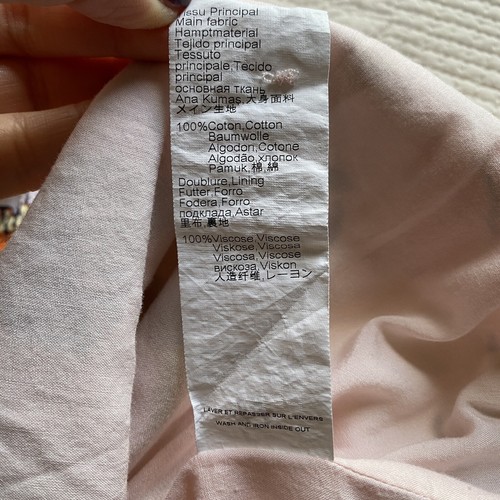 Tissu Principal
Main fabric
Hamptmaterial
Tejido principal
Tessuto
principale,Tecido
principal
основная ткань
Ana Kumas,大身面料
メイン生地
100%Coton,Cotton
Baumwolle
Algodon,Cotone
Algodão,хлопок
Pamuk,棉,綿
Doublure,Lining
Futter,Forro
Fodera,Forro
подклада,Astar
里布,裏地
100%Viscose,Viscose
Viskose,Viscosa
Viscosa,Viscose
вискоза,Viskon
人造纤维,レーヨン
LAVER ET REPASSER SUR L'ENVERS
WASH AND IRON INSIDE OUT